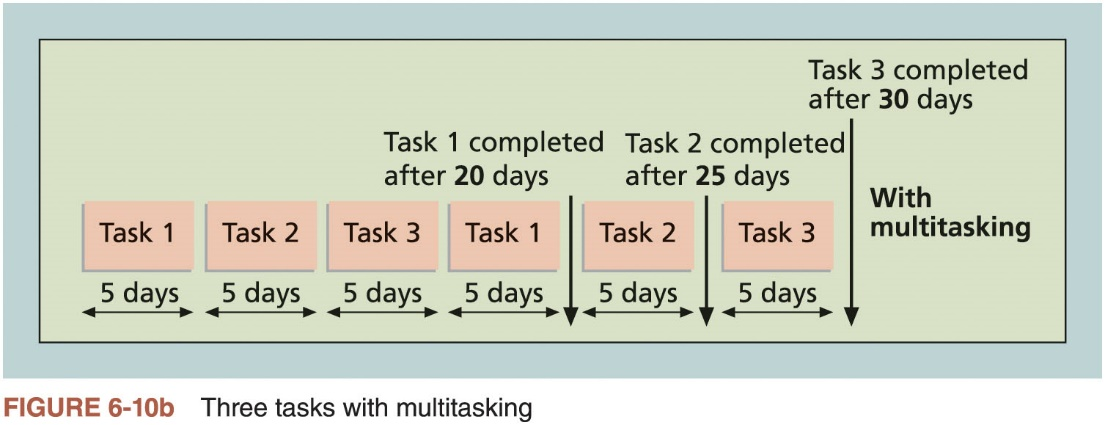 Task 3 completed
after 30 days
Task 1 completed
after 20 days
Task 2 completed
after 25 days
With
multitasking
Task 1
Task 2
Task 3
Task 1
Task 2
Task 3
5 days
5 days
5 days
5 days
5 days
5 days
FIGURE 6-10b Three tasks with multitasking